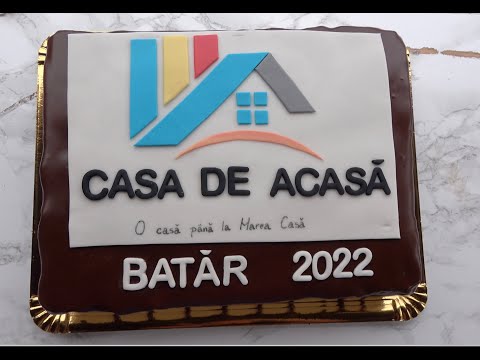 CASA DE ACASĂ
O casă până la Marea Casă
BATĂR 2022